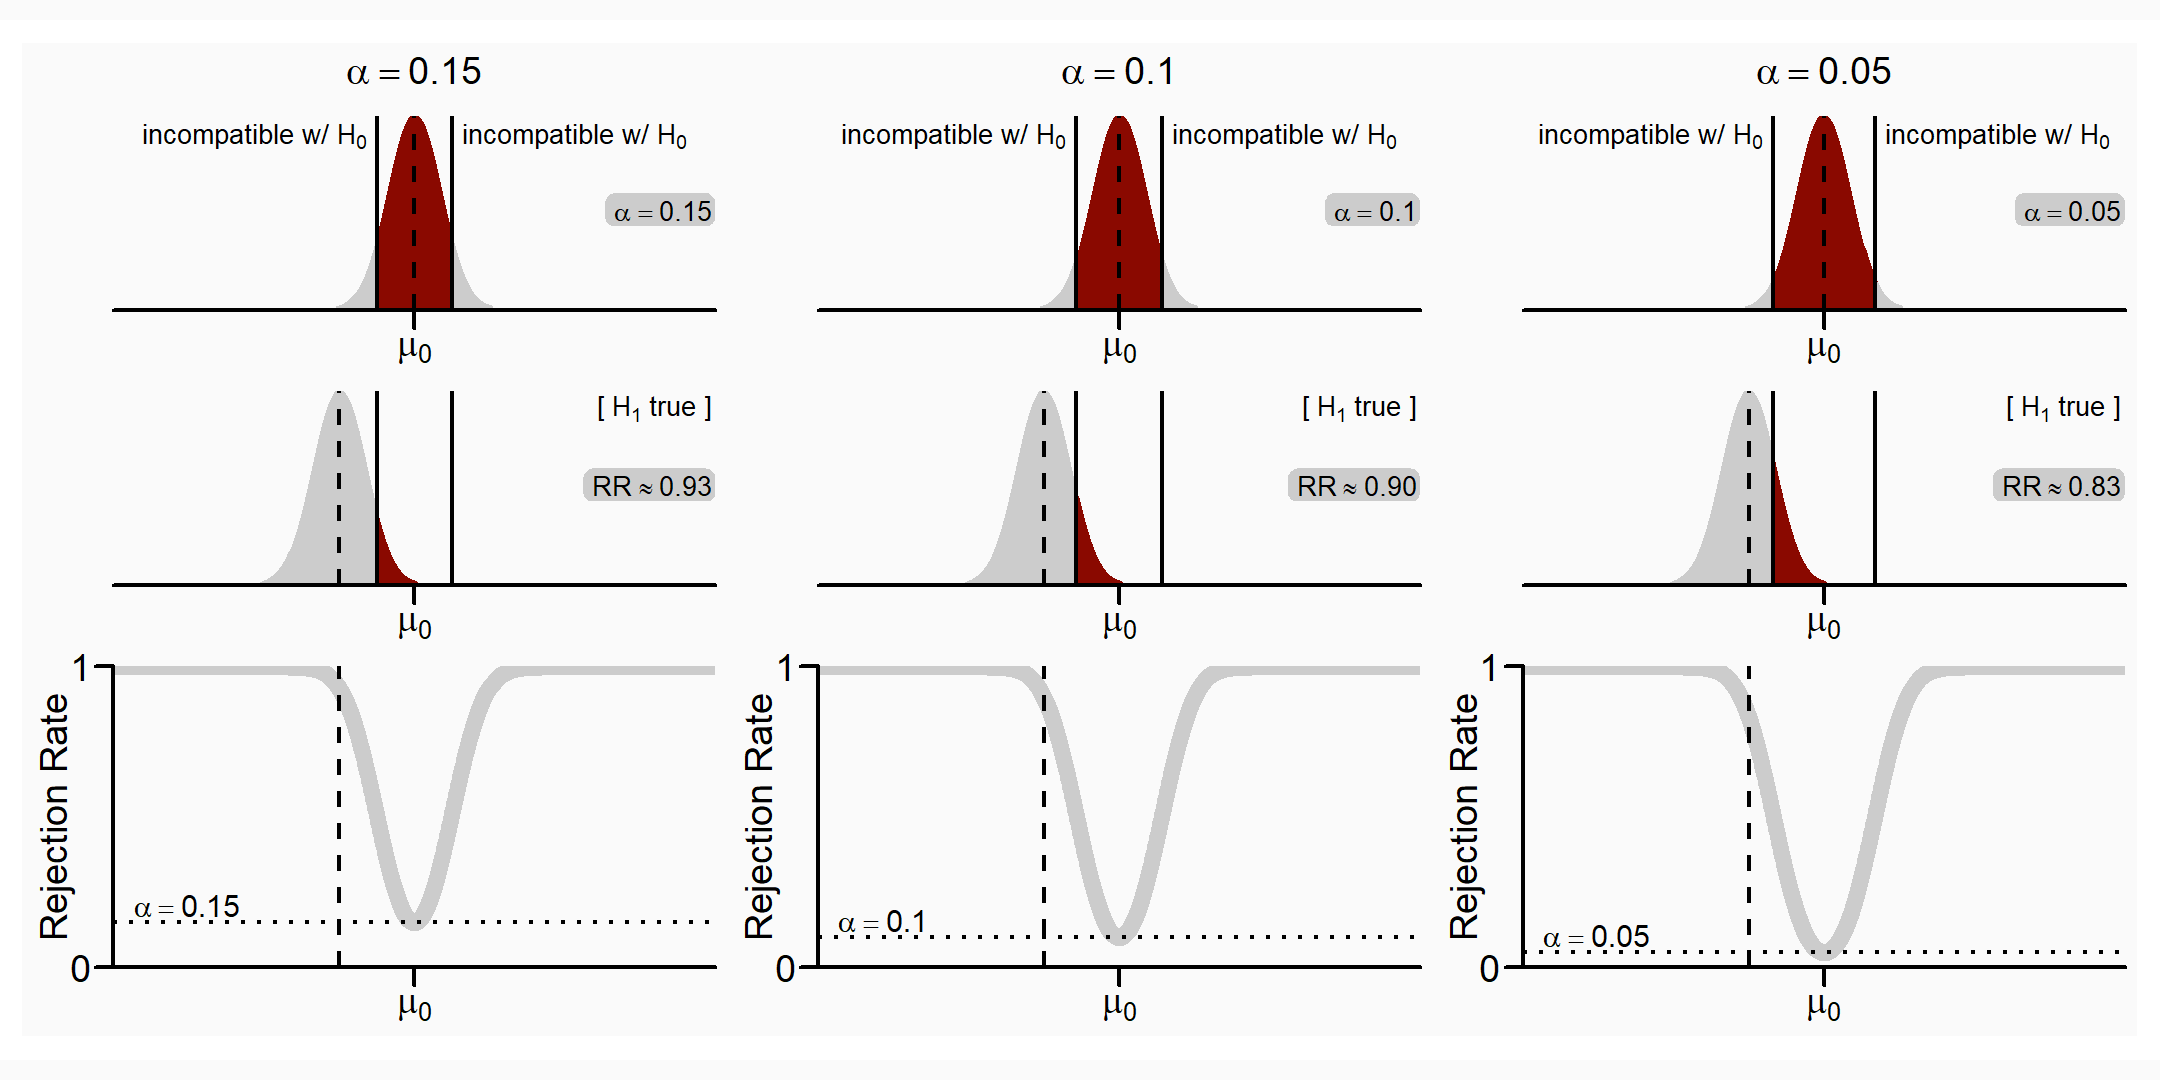 α = 0.15
incompatible w/ H₀
incompatible w/ H₀
α = 0.15
μ₀
[ H₁ true ]
RR ≈ 0.93
μ₀
1
Rejection Rate
α = 0.15
0
μ₀
α = 0.1
incompatible w/ H₀
incompatible w/ H₀
α = 0.1
μ₀
[ H₁ true ]
RR ≈ 0.90
μ₀
1
Rejection Rate
α = 0.1
0
μ₀
α = 0.05
incompatible w/ H₀
incompatible w/ H₀
α = 0.05
μ₀
[ H₁ true ]
RR ≈ 0.83
μ₀
1
Rejection Rate
α = 0.05
0
μ₀